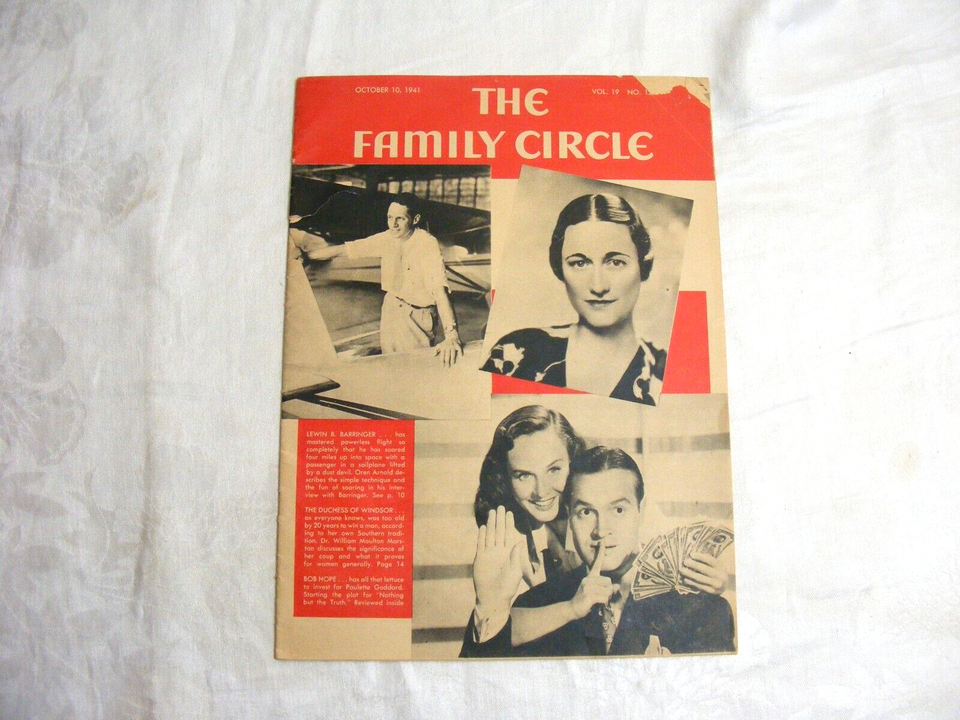 OCTOBER 10, 1941
VOL. 19 NO.
THE
FAMILY CIRCLE
LEWIN B. BARRINGER . . . has
mastered powerless flight so
completely that he has soared
four miles up into space with a
passenger in a sailplane lifted
by a dust devil. Oren Arnold de-
scribes the simple technique and
the fun of soaring in his inter-
view with Barringer. See p. 10
THE DUCHESS OF WINDSOR . . .
as everyone knows, was too old
by 20 years to win a man, accord-
ing to her own Southern tradi-
tion. Dr. William Moulton Mars-
ton discusses the significance of
her coup and what it proves
for women generally. Page 14
BOB HOPE . . . has all that lettuce
to invest for Paulette Goddard.
Starting the plot for "Nothing
but the Truth." Reviewed inside